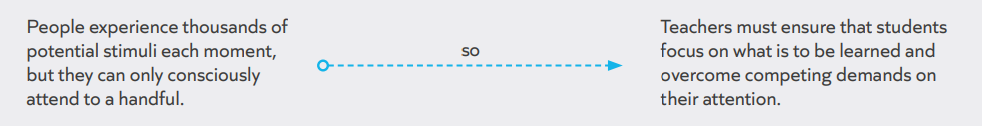 People experience thousands of
potential stimuli each moment,
but they can only consciously
attend to a handful.
so
Teachers must ensure that students
focus on what is to be learned and
overcome competing demands on
their attention.